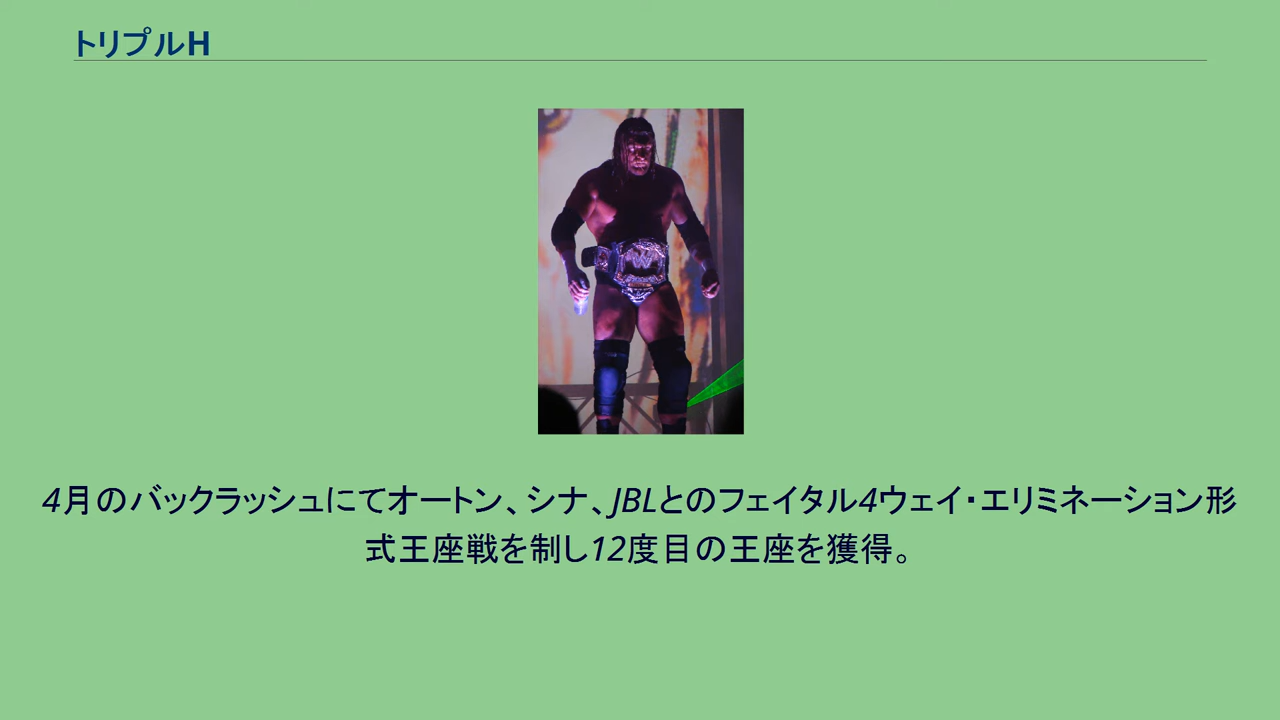 トリプルH
4月のバックラッシュにてオートン、シナ、JBLとのフェイタル4ウェイ・エリミネーション形
式王座戦を制し12度目の王座を獲得。